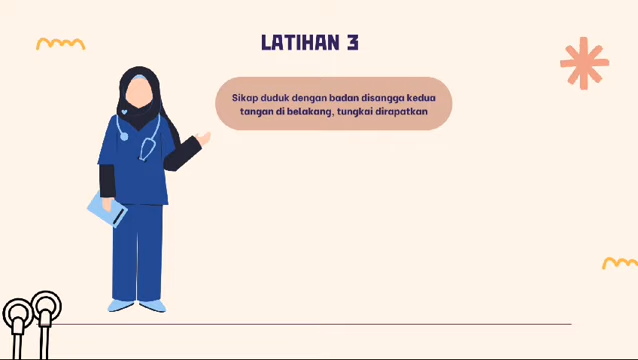 LATIHAN 3
Sikap duduk dengan badan disangga kedua
tangan di belakang, tungkai dirapatkan